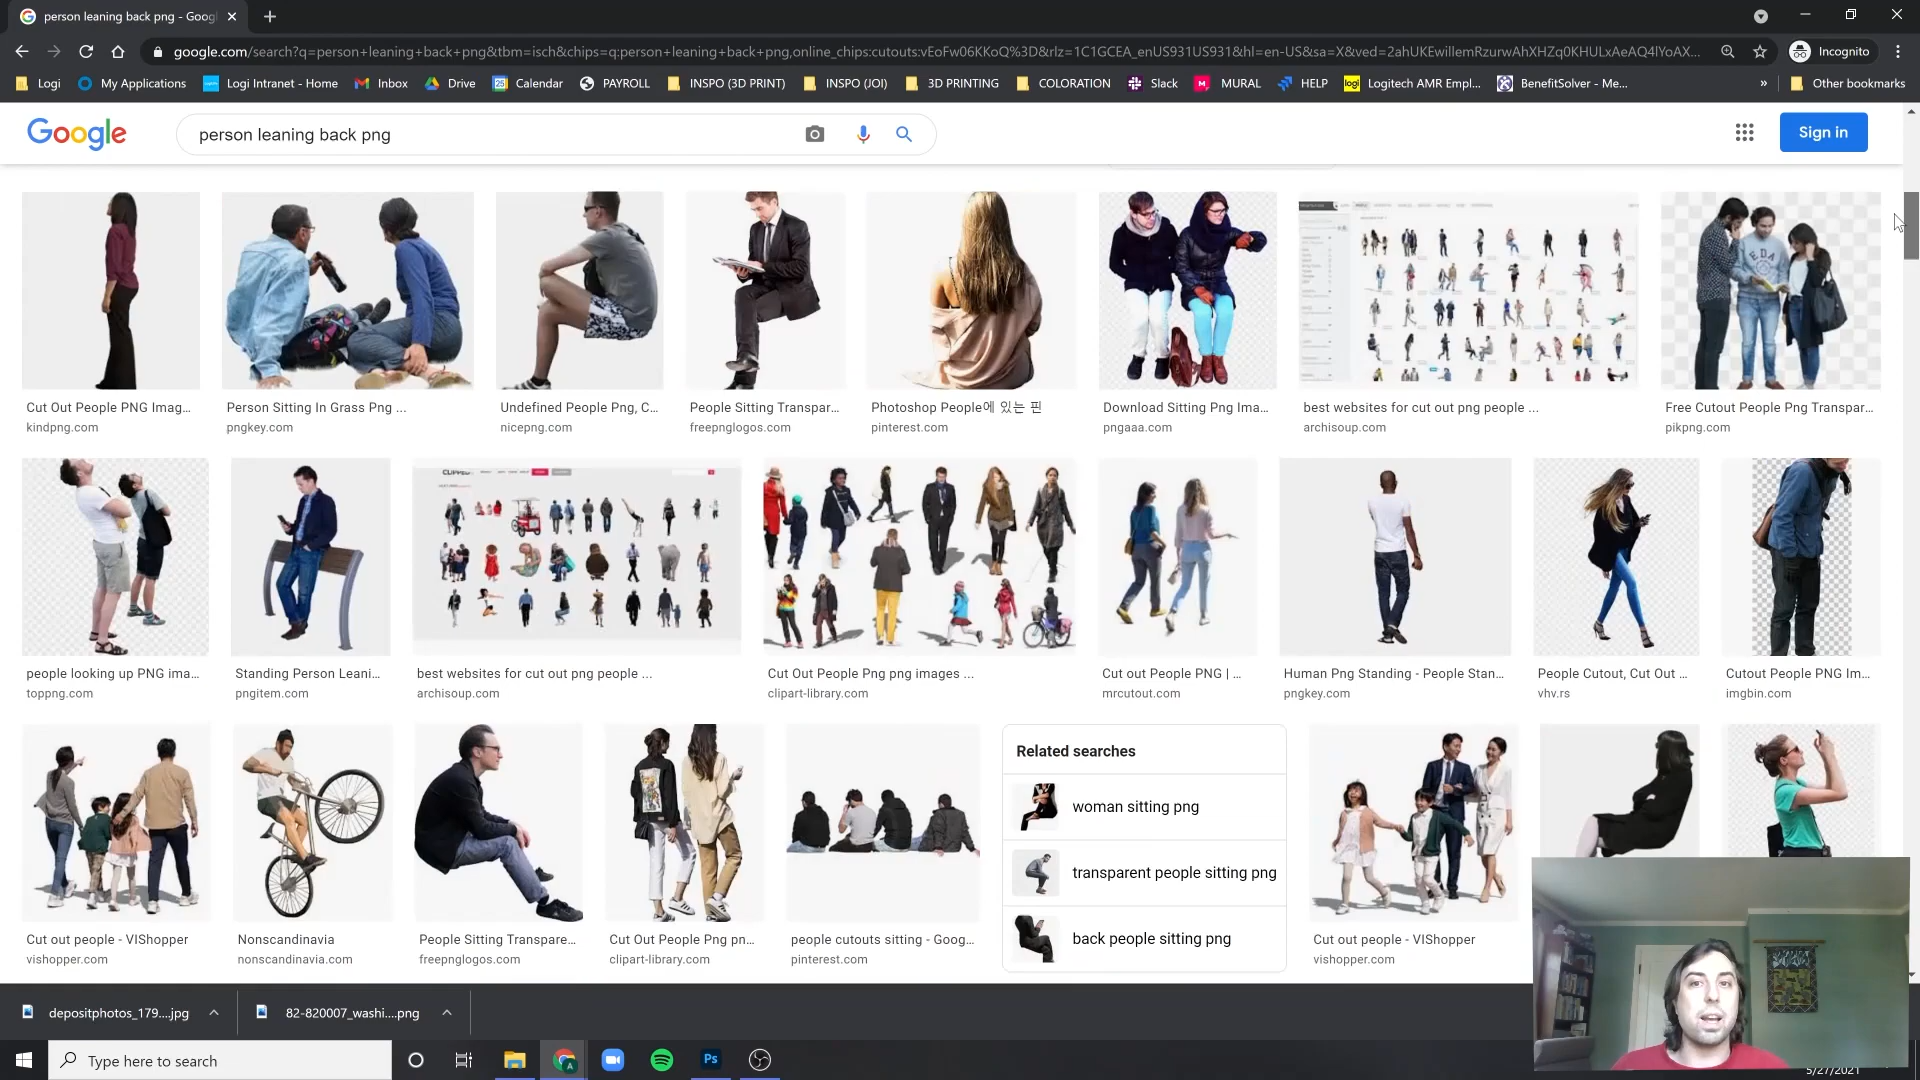 person leaning back png - Goog
google.com/search?q=person+leaning+back+png&tbm=isch&chips=q:person+leaning+back+png,online_chips:cutouts:vEoFw06KKoQ%3D&rlz=1C1GCEA_enUS931US931&hl=en-US&sa=X&ved=2ahUKEwillemRzurwAhXHZq0KHULxAeAQ4lYoAX...
Incognito
Logi
My Applications
Logi Intranet - Home
Inbox
Drive
Calendar
PAYROLL
INSPO (3D PRINT)
INSPO (JOI)
3D PRINTING
COLORATION
Slack
MURAL
HELP
Logitech AMR Empl...
BenefitSolver - Me...
»
Other bookmarks
Google
person leaning back png
Sign in
Cut Out People PNG Imag...
kindpng.com
Person Sitting In Grass Png ...
pngkey.com
Undefined People Png, C...
nicepng.com
People Sitting Transpar...
freepnglogos.com
Photoshop People에 있는 핀
pinterest.com
Download Sitting Png Ima...
pngaaa.com
best websites for cut out png people ...
archisoup.com
EDA
Free Cutout People Png Transpar...
pikpng.com
people looking up PNG ima...
toppng.com
Standing Person Leani...
pngitem.com
best websites for cut out png people ...
archisoup.com
Cut Out People Png png images ...
clipart-library.com
Cut out People PNG | ...
mrcutout.com
Human Png Standing - People Stan...
pngkey.com
People Cutout, Cut Out ...
vhv.rs
Cutout People PNG Im...
imgbin.com
Cut out people - VIShopper
vishopper.com
Nonscandinavia
nonscandinavia.com
People Sitting Transpare...
freepnglogos.com
Cut Out People Png pn...
clipart-library.com
people cutouts sitting - Goog...
pinterest.com
Related searches
woman sitting png
transparent people sitting png
back people sitting png
Cut out people - VIShopper
vishopper.com
depositphotos_179....jpg
82-820007_washi....png
Type here to search
Ps
5/27/2021